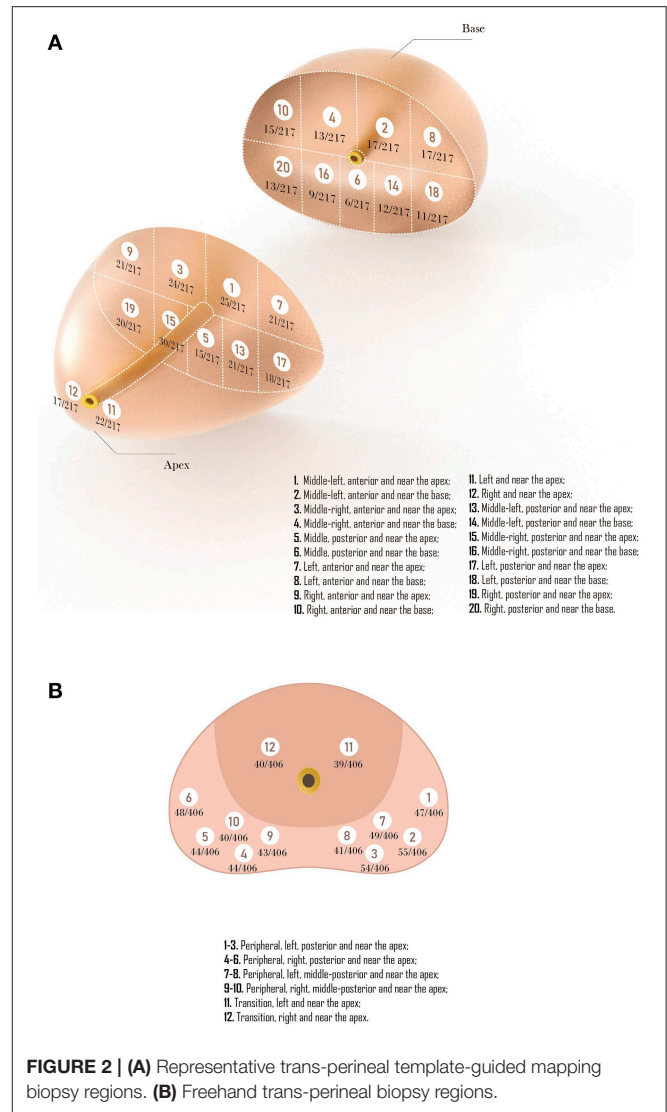 A
Base
10
4
2
8
15/217
13/217
17/217
17/217
20
16
6
14
18
13/217
9/217
6/217
12/217
11/217
9
3
1
7
21/217
24/217
25/217
21/217
19
15
5
13
17
20/217
30/217
15/217
21/217
18/217
12
11
17/217
22/217
Apex
1. Middle-left, anterior and near the apex;
2. Middle-left, anterior and near the base;
3. Middle-right, anterior and near the apex;
4. Middle-right, anterior and near the base;
5. Middle, posterior and near the apex;
6. Middle, posterior and near the base;
7. Left, anterior and near the apex;
8. Left, anterior and near the base;
9. Right, anterior and near the apex;
10. Right, anterior and near the base;
11. Left and near the apex;
12. Right and near the apex;
13. Middle-left, posterior and near the apex;
14. Middle-left, posterior and near the base;
15. Middle-right, posterior and near the apex;
16. Middle-right, posterior and near the base;
17. Left, posterior and near the apex;
18. Left, posterior and near the base;
19. Right, posterior and near the apex;
20. Right, posterior and near the base.
B
12
11
40/406
39/406
6
1
48/406
47/406
10
7
40/406
49/406
5
9
8
2
44/406
43/406
41/406
55/406
4
3
44/406
54/406
1-3. Peripheral, left, posterior and near the apex;
4-6. Peripheral, right, posterior and near the apex;
7-8. Peripheral, left, middle-posterior and near the apex;
9-10. Peripheral, right, middle-posterior and near the apex;
11. Transition, left and near the apex;
12. Transition, right and near the apex.
FIGURE 2 | (A) Representative trans-perineal template-guided mapping
biopsy regions. (B) Freehand trans-perineal biopsy regions.